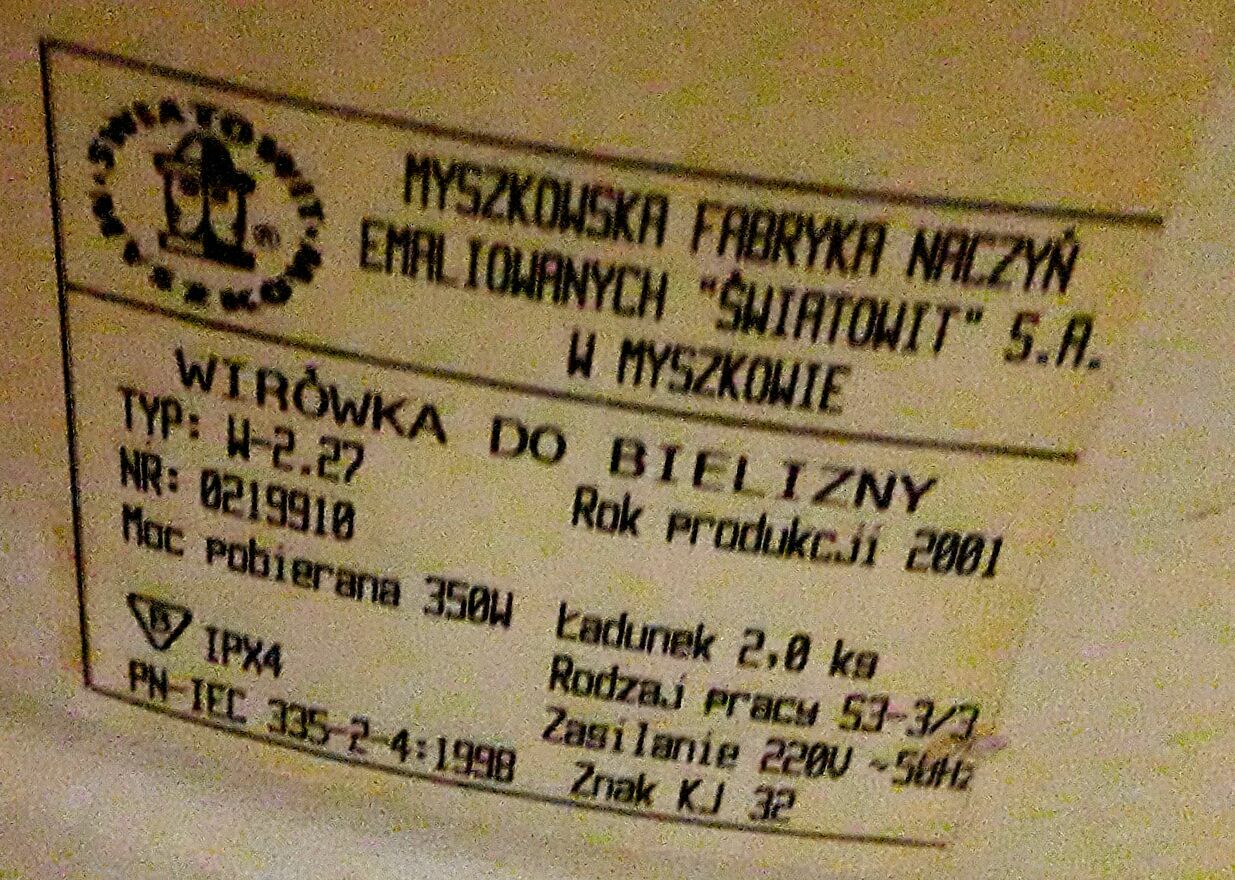 ŚWIATOWIT MYSZKÓW
®
MYSZKOWSKA FABRYKA NACZYŃ
EMALIOWANYCH "ŚWIATOWIT" S.A.
W MYSZKOWIE
WIRÓWKA DO BIELIZNY
TYP: W-2.27
NR: 0219910
Rok produkcji 2001
Moc pobierana 350W
Ładunek 2,0 kg
IPX4
Rodzaj pracy S3-3/3
PN-IEC 335-2-4:1998
Zasilanie 220V ~50Hz
Znak KJ 32